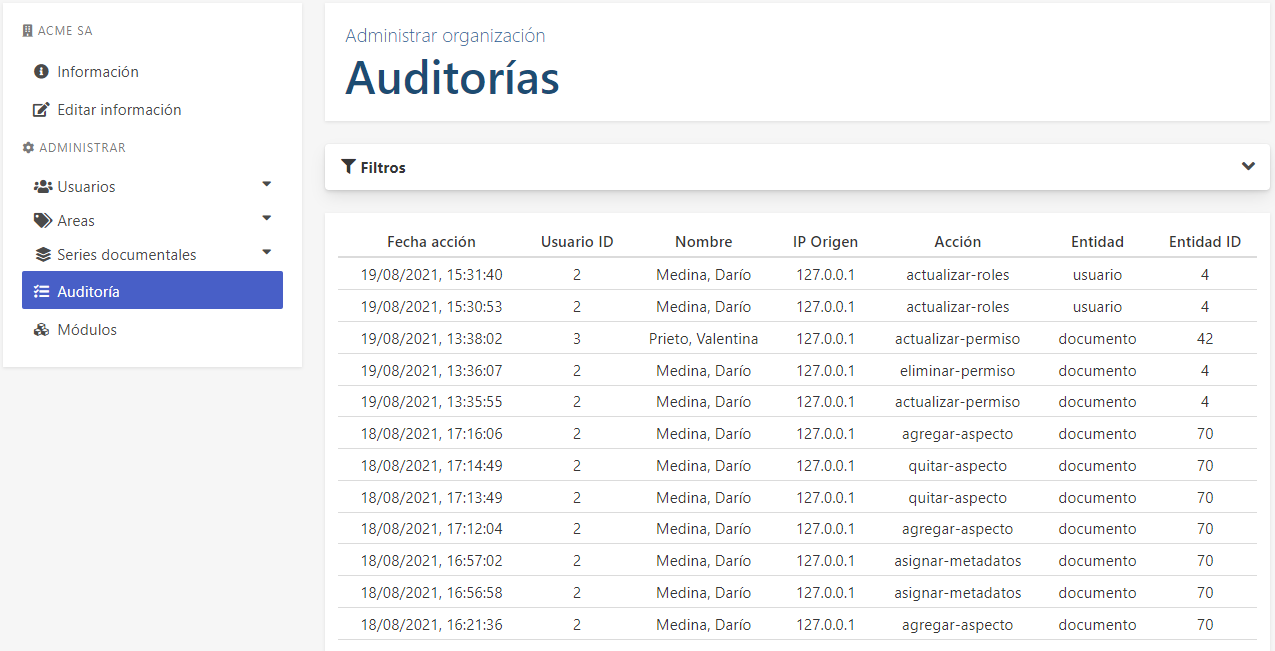 ACME SA
Información
Editar información
ADMINISTRAR
Usuarios
Areas
Series documentales
Auditoría
Módulos
Administrar organización
Auditorías
Filtros
Fecha acción Usuario ID Nombre IP Origen Acción Entidad Entidad ID
19/08/2021, 15:31:40 2 Medina, Darío 127.0.0.1 actualizar-roles usuario 4
19/08/2021, 15:30:53 2 Medina, Darío 127.0.0.1 actualizar-roles usuario 4
19/08/2021, 13:38:02 3 Prieto, Valentina 127.0.0.1 actualizar-permiso documento 42
19/08/2021, 13:36:07 2 Medina, Darío 127.0.0.1 eliminar-permiso documento 4
19/08/2021, 13:35:55 2 Medina, Darío 127.0.0.1 actualizar-permiso documento 4
18/08/2021, 17:16:06 2 Medina, Darío 127.0.0.1 agregar-aspecto documento 70
18/08/2021, 17:14:49 2 Medina, Darío 127.0.0.1 quitar-aspecto documento 70
18/08/2021, 17:13:49 2 Medina, Darío 127.0.0.1 quitar-aspecto documento 70
18/08/2021, 17:12:04 2 Medina, Darío 127.0.0.1 agregar-aspecto documento 70
18/08/2021, 16:57:02 2 Medina, Darío 127.0.0.1 asignar-metadatos documento 70
18/08/2021, 16:56:58 2 Medina, Darío 127.0.0.1 asignar-metadatos documento 70
18/08/2021, 16:21:36 2 Medina, Darío 127.0.0.1 agregar-aspecto documento 70